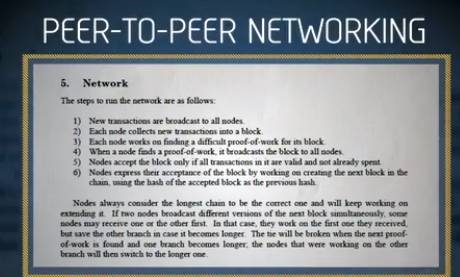 PEER-TO-PEER NETWORKING
5. Network
The steps to run the network are as follows:
1) New transactions are broadcast to all nodes.
2) Each node collects new transactions into a block.
3) Each node works on finding a difficult proof-of-work for its block.
4) When a node finds a proof-of-work, it broadcasts the block to all nodes.
5) Nodes accept the block only if all transactions in it are valid and not already spent.
6) Nodes express their acceptance of the block by working on creating the next block in the
chain, using the hash of the accepted block as the previous hash.
Nodes always consider the longest chain to be the correct one and will keep working on
extending it. If two nodes broadcast different versions of the next block simultaneously, some
nodes may receive one or the other first. In that case, they work on the first one they received,
but save the other branch in case it becomes longer. The tie will be broken when the next proof-
of-work is found and one branch becomes longer; the nodes that were working on the other
branch will then switch to the longer one.